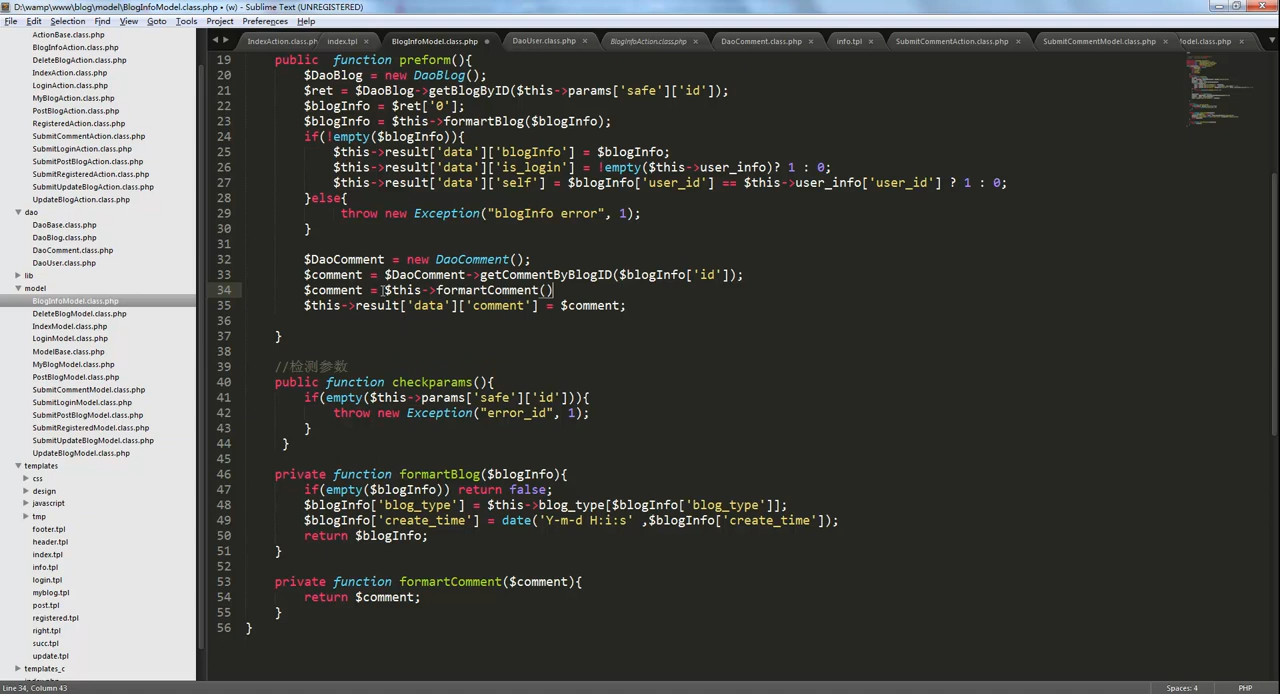 D:\wamp\www\blog\model\BlogInfoModel.class.php • (w) - Sublime Text (UNREGISTERED)
File Edit Selection Find View Goto Tools Project Preferences Help
IndexAction.class.ph index.tpl × BlogInfoModel.class.php • DaoUser.class.php × BlogInfoAction.class.php × DaoComment.class.php × info.tpl × SubmitCommentAction.class.php × SubmitCommentModel.class.php × odel.class.php ×
ActionBase.class.php
BlogInfoAction.class.php
DeleteBlogAction.class.php
IndexAction.class.php
LoginAction.class.php
MyBlogAction.class.php
PostBlogAction.class.php
RegisteredAction.class.php
SubmitCommentAction.class.php
SubmitLoginAction.class.php
SubmitPostBlogAction.class.php
SubmitRegisteredAction.class.php
SubmitUpdateBlogAction.class.php
UpdateBlogAction.class.php
dao
DaoBase.class.php
DaoBlog.class.php
DaoComment.class.php
DaoUser.class.php
lib
model
BlogInfoModel.class.php
DeleteBlogModel.class.php
IndexModel.class.php
LoginModel.class.php
ModelBase.class.php
MyBlogModel.class.php
PostBlogModel.class.php
SubmitCommentModel.class.php
SubmitLoginModel.class.php
SubmitPostBlogModel.class.php
SubmitRegisteredModel.class.php
SubmitUpdateBlogModel.class.php
UpdateBlogModel.class.php
templates
css
design
javascript
tmp
footer.tpl
header.tpl
index.tpl
info.tpl
login.tpl
myblog.tpl
post.tpl
registered.tpl
right.tpl
succ.tpl
update.tpl
templates_c
19 public function preform(){
20 $DaoBlog = new DaoBlog();
21 $ret = $DaoBlog->getBlogByID($this->params['safe']['id']);
22 $blogInfo = $ret['0'];
23 $blogInfo = $this->formartBlog($blogInfo);
24 if(!empty($blogInfo)){
25 $this->result['data']['blogInfo'] = $blogInfo;
26 $this->result['data']['is_login'] = !empty($this->user_info)? 1 : 0;
27 $this->result['data']['self'] = $blogInfo['user_id'] == $this->user_info['user_id'] ? 1 : 0;
28 }else{
29 throw new Exception("blogInfo error", 1);
30 }
31
32 $DaoComment = new DaoComment();
33 $comment = $DaoComment->getCommentByBlogID($blogInfo['id']);
34 $comment = $this->formartComment()
35 $this->result['data']['comment'] = $comment;
36
37 }
38
39 //检测参数
40 public function checkparams(){
41 if(empty($this->params['safe']['id'])){
42 throw new Exception("error_id", 1);
43 }
44 }
45
46 private function formartBlog($blogInfo){
47 if(empty($blogInfo)) return false;
48 $blogInfo['blog_type'] = $this->blog_type[$blogInfo['blog_type']];
49 $blogInfo['create_time'] = date('Y-m-d H:i:s' ,$blogInfo['create_time']);
50 return $blogInfo;
51 }
52
53 private function formartComment($comment){
54 return $comment;
55 }
56 }
Line 34, Column 43 Spaces: 4 PHP